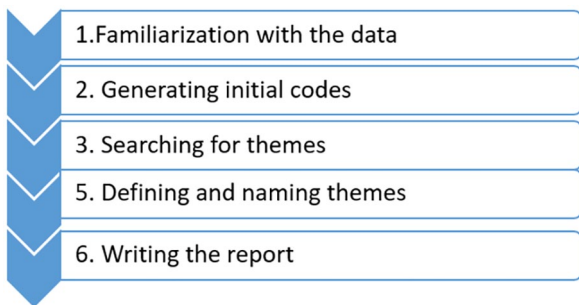 1.Familiarization with the data
2. Generating initial codes
3. Searching for themes
5. Defining and naming themes
6. Writing the report